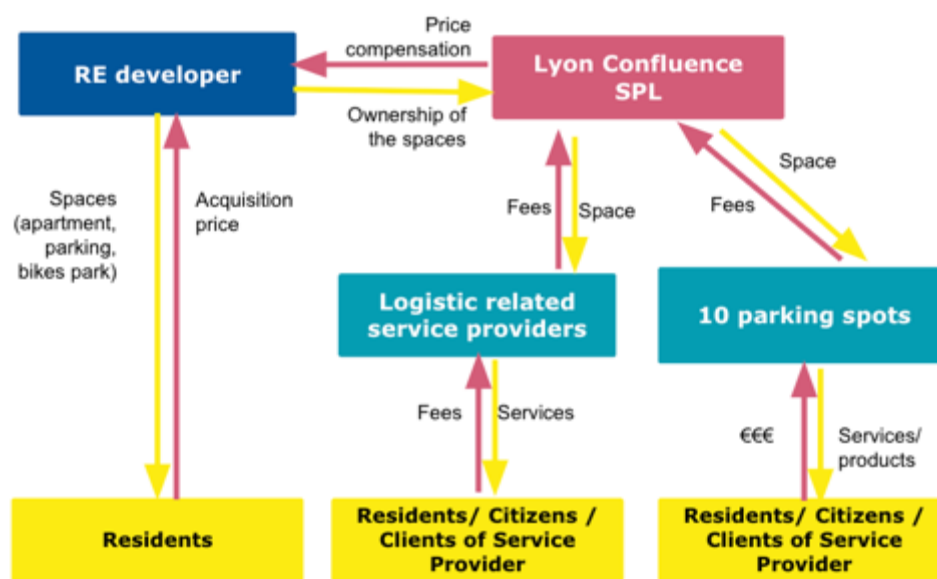 Price
compensation
RE developer
Lyon Confluence
SPL
Ownership of
the spaces
Spaces
(apartment,
parking,
bikes park)
Acquisition
price
Fees
Space
Fees
Space
Logistic related
service providers
10 parking spots
Fees
Services
€€€
Services/
products
Residents
Residents/ Citizens /
Clients of Service
Provider
Residents/ Citizens /
Clients of Service
Provider